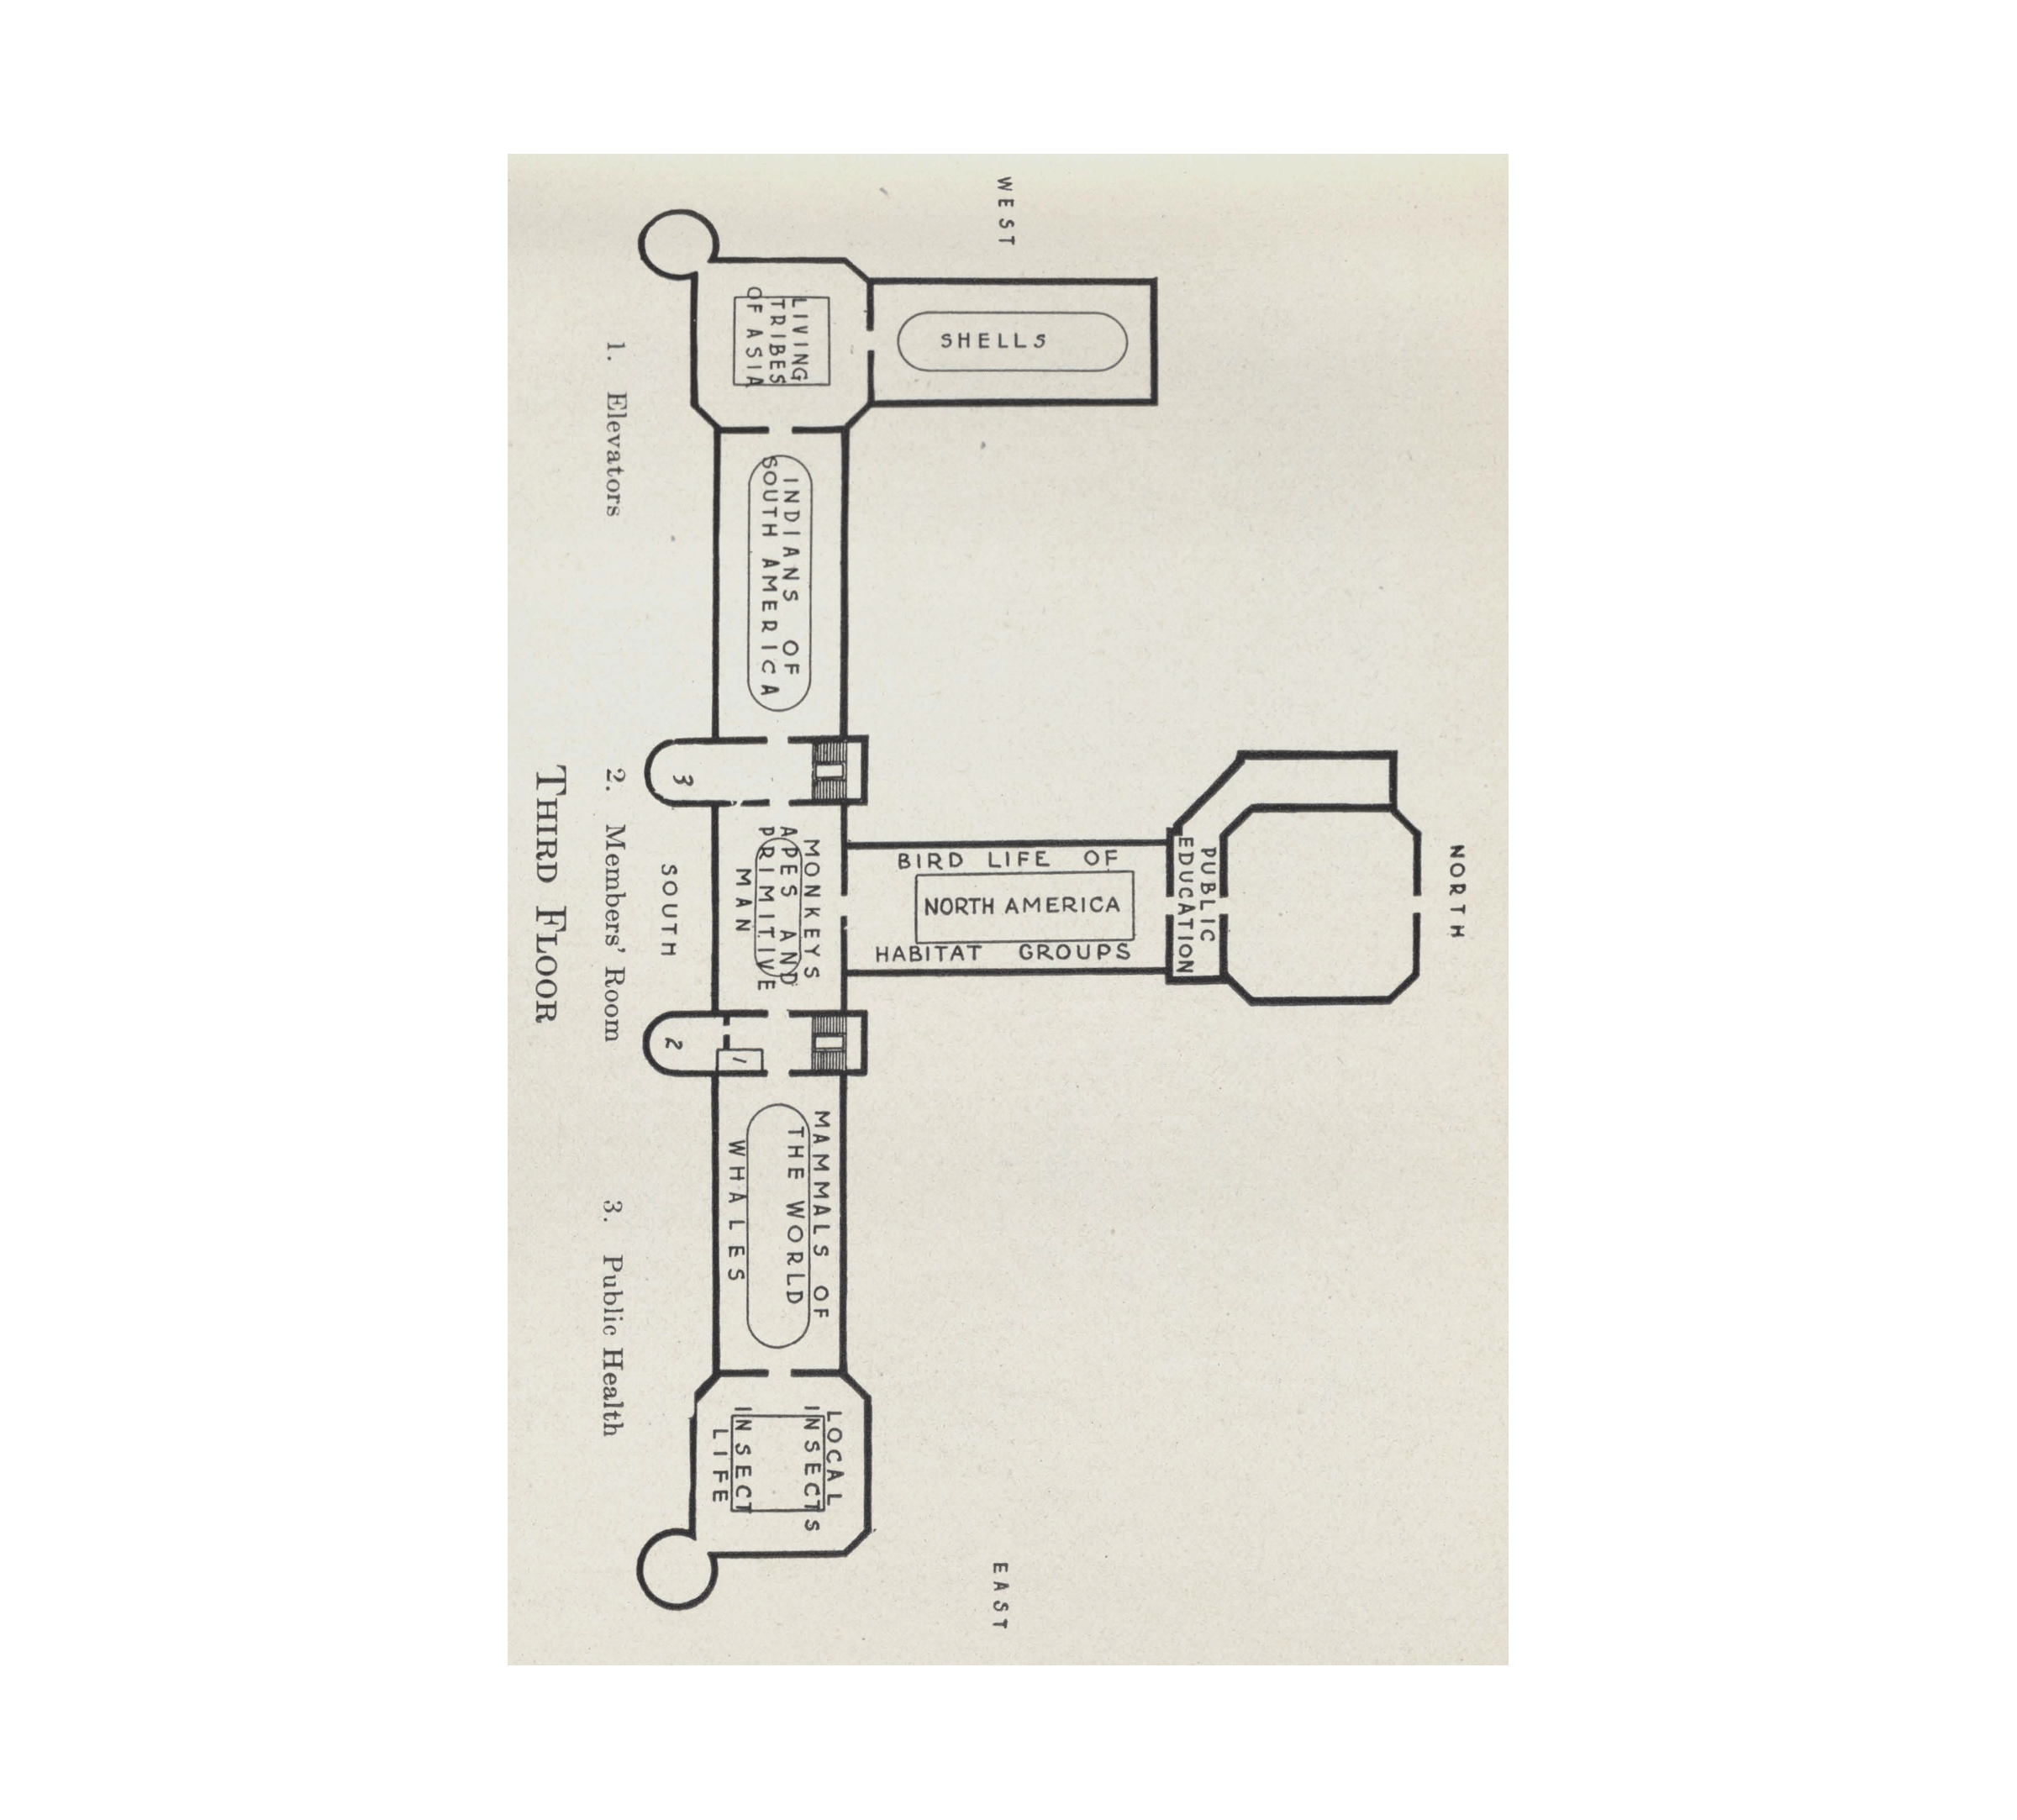 NORTH
PUBLIC
EDUCATION
WEST
EAST
SHELLS
BIRD LIFE OF
NORTH AMERICA
HABITAT GROUPS
LIVING
TRIBES
OF ASIA
INDIANS OF
SOUTH AMERICA
MONKEYS
APES AND
PRIMITIVE
MAN
MAMMALS OF
THE WORLD
WHALES
LOCAL
INSECTS
INSECT
LIFE
3
1
2
SOUTH
1. Elevators 2. Members' Room 3. Public Health
THIRD FLOOR